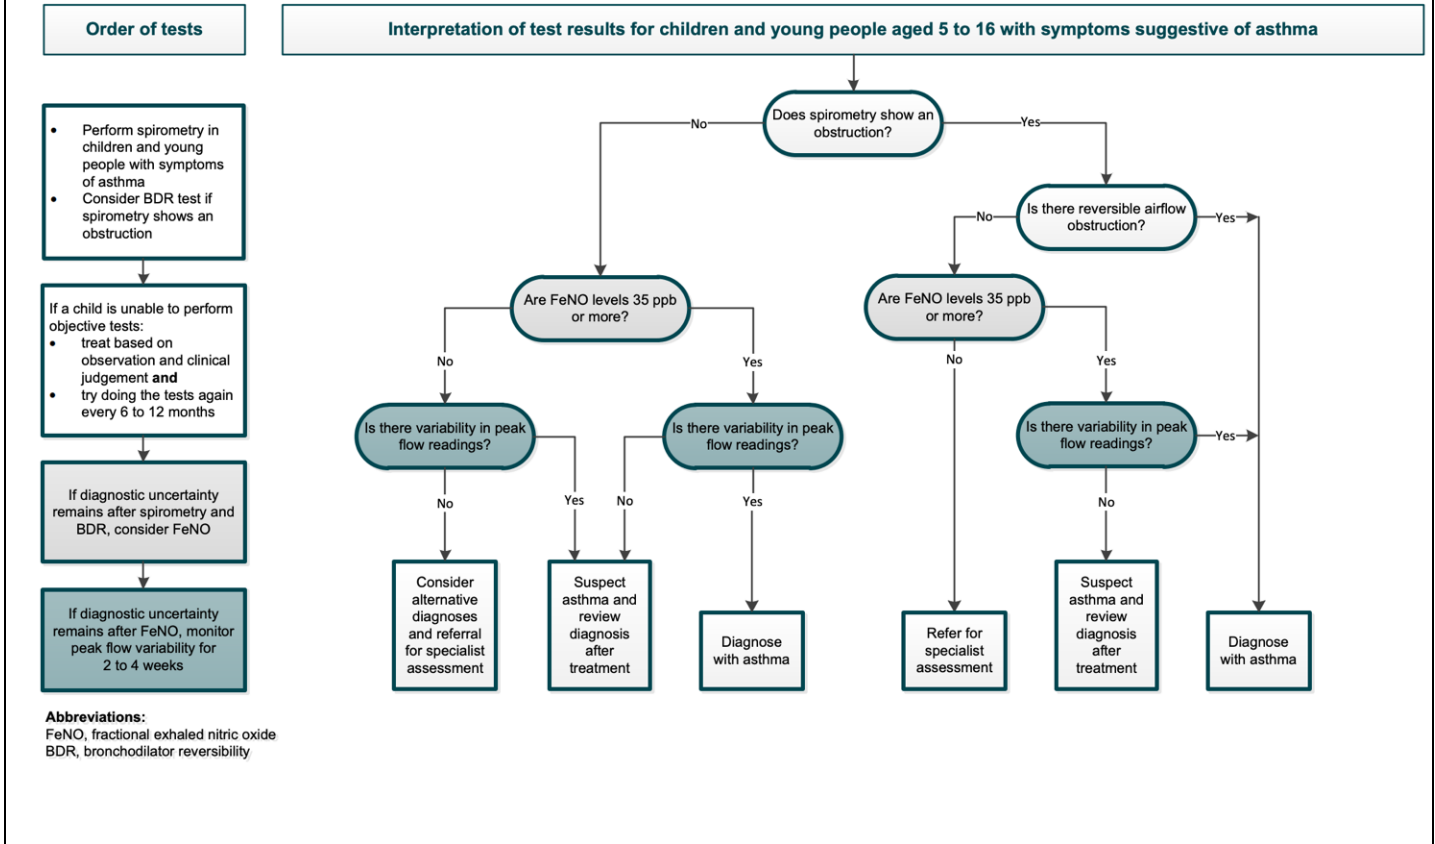 Order of tests
Interpretation of test results for children and young people aged 5 to 16 with symptoms suggestive of asthma
• Perform spirometry in
children and young
people with symptoms
of asthma
• Consider BDR test if
spirometry shows an
obstruction
If a child is unable to perform
objective tests:
• treat based on
observation and clinical
judgement and
• try doing the tests again
every 6 to 12 months
If diagnostic uncertainty
remains after spirometry and
BDR, consider FeNO
If diagnostic uncertainty
remains after FeNO, monitor
peak flow variability for
2 to 4 weeks
Abbreviations:
FeNO, fractional exhaled nitric oxide
BDR, bronchodilator reversibility
Does spirometry show an
obstruction?
No
Yes
Is there reversible airflow
obstruction?
No
Yes
Are FeNO levels 35 ppb
or more?
Are FeNO levels 35 ppb
or more?
No
Yes
No
Yes
Is there variability in peak
flow readings?
Is there variability in peak
flow readings?
Is there variability in peak
flow readings?
Yes
No
Yes
No
Yes
No
Consider
alternative
diagnoses
and referral
for specialist
assessment
Suspect
asthma and
review
diagnosis
after
treatment
Diagnose
with asthma
Refer for
specialist
assessment
Suspect
asthma and
review
diagnosis
after
treatment
Diagnose
with asthma